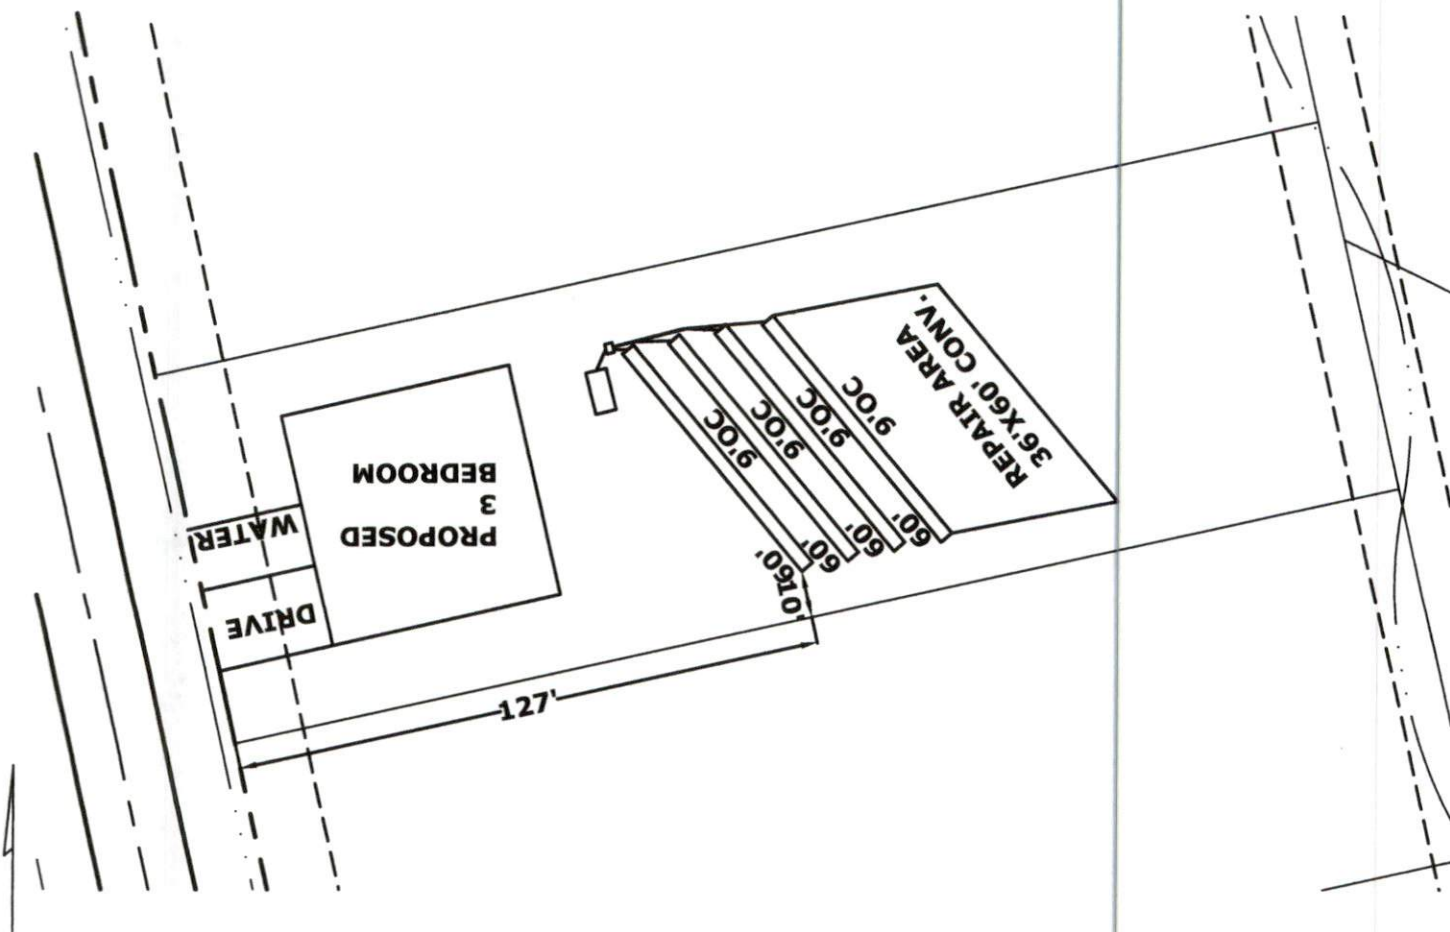 WATER
DRIVE
PROPOSED
3
BEDROOM
9'OC
9'OC
9'OC
9'OC
60'
60'
60'
60'
10'
127'
REPAIR AREA
36'X60' CONV.